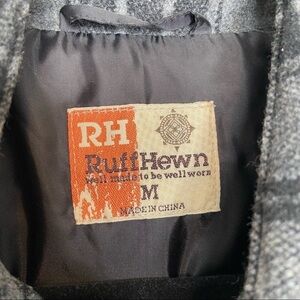 RH
RuffHewn
well made to be well worn
M
MADE IN CHINA